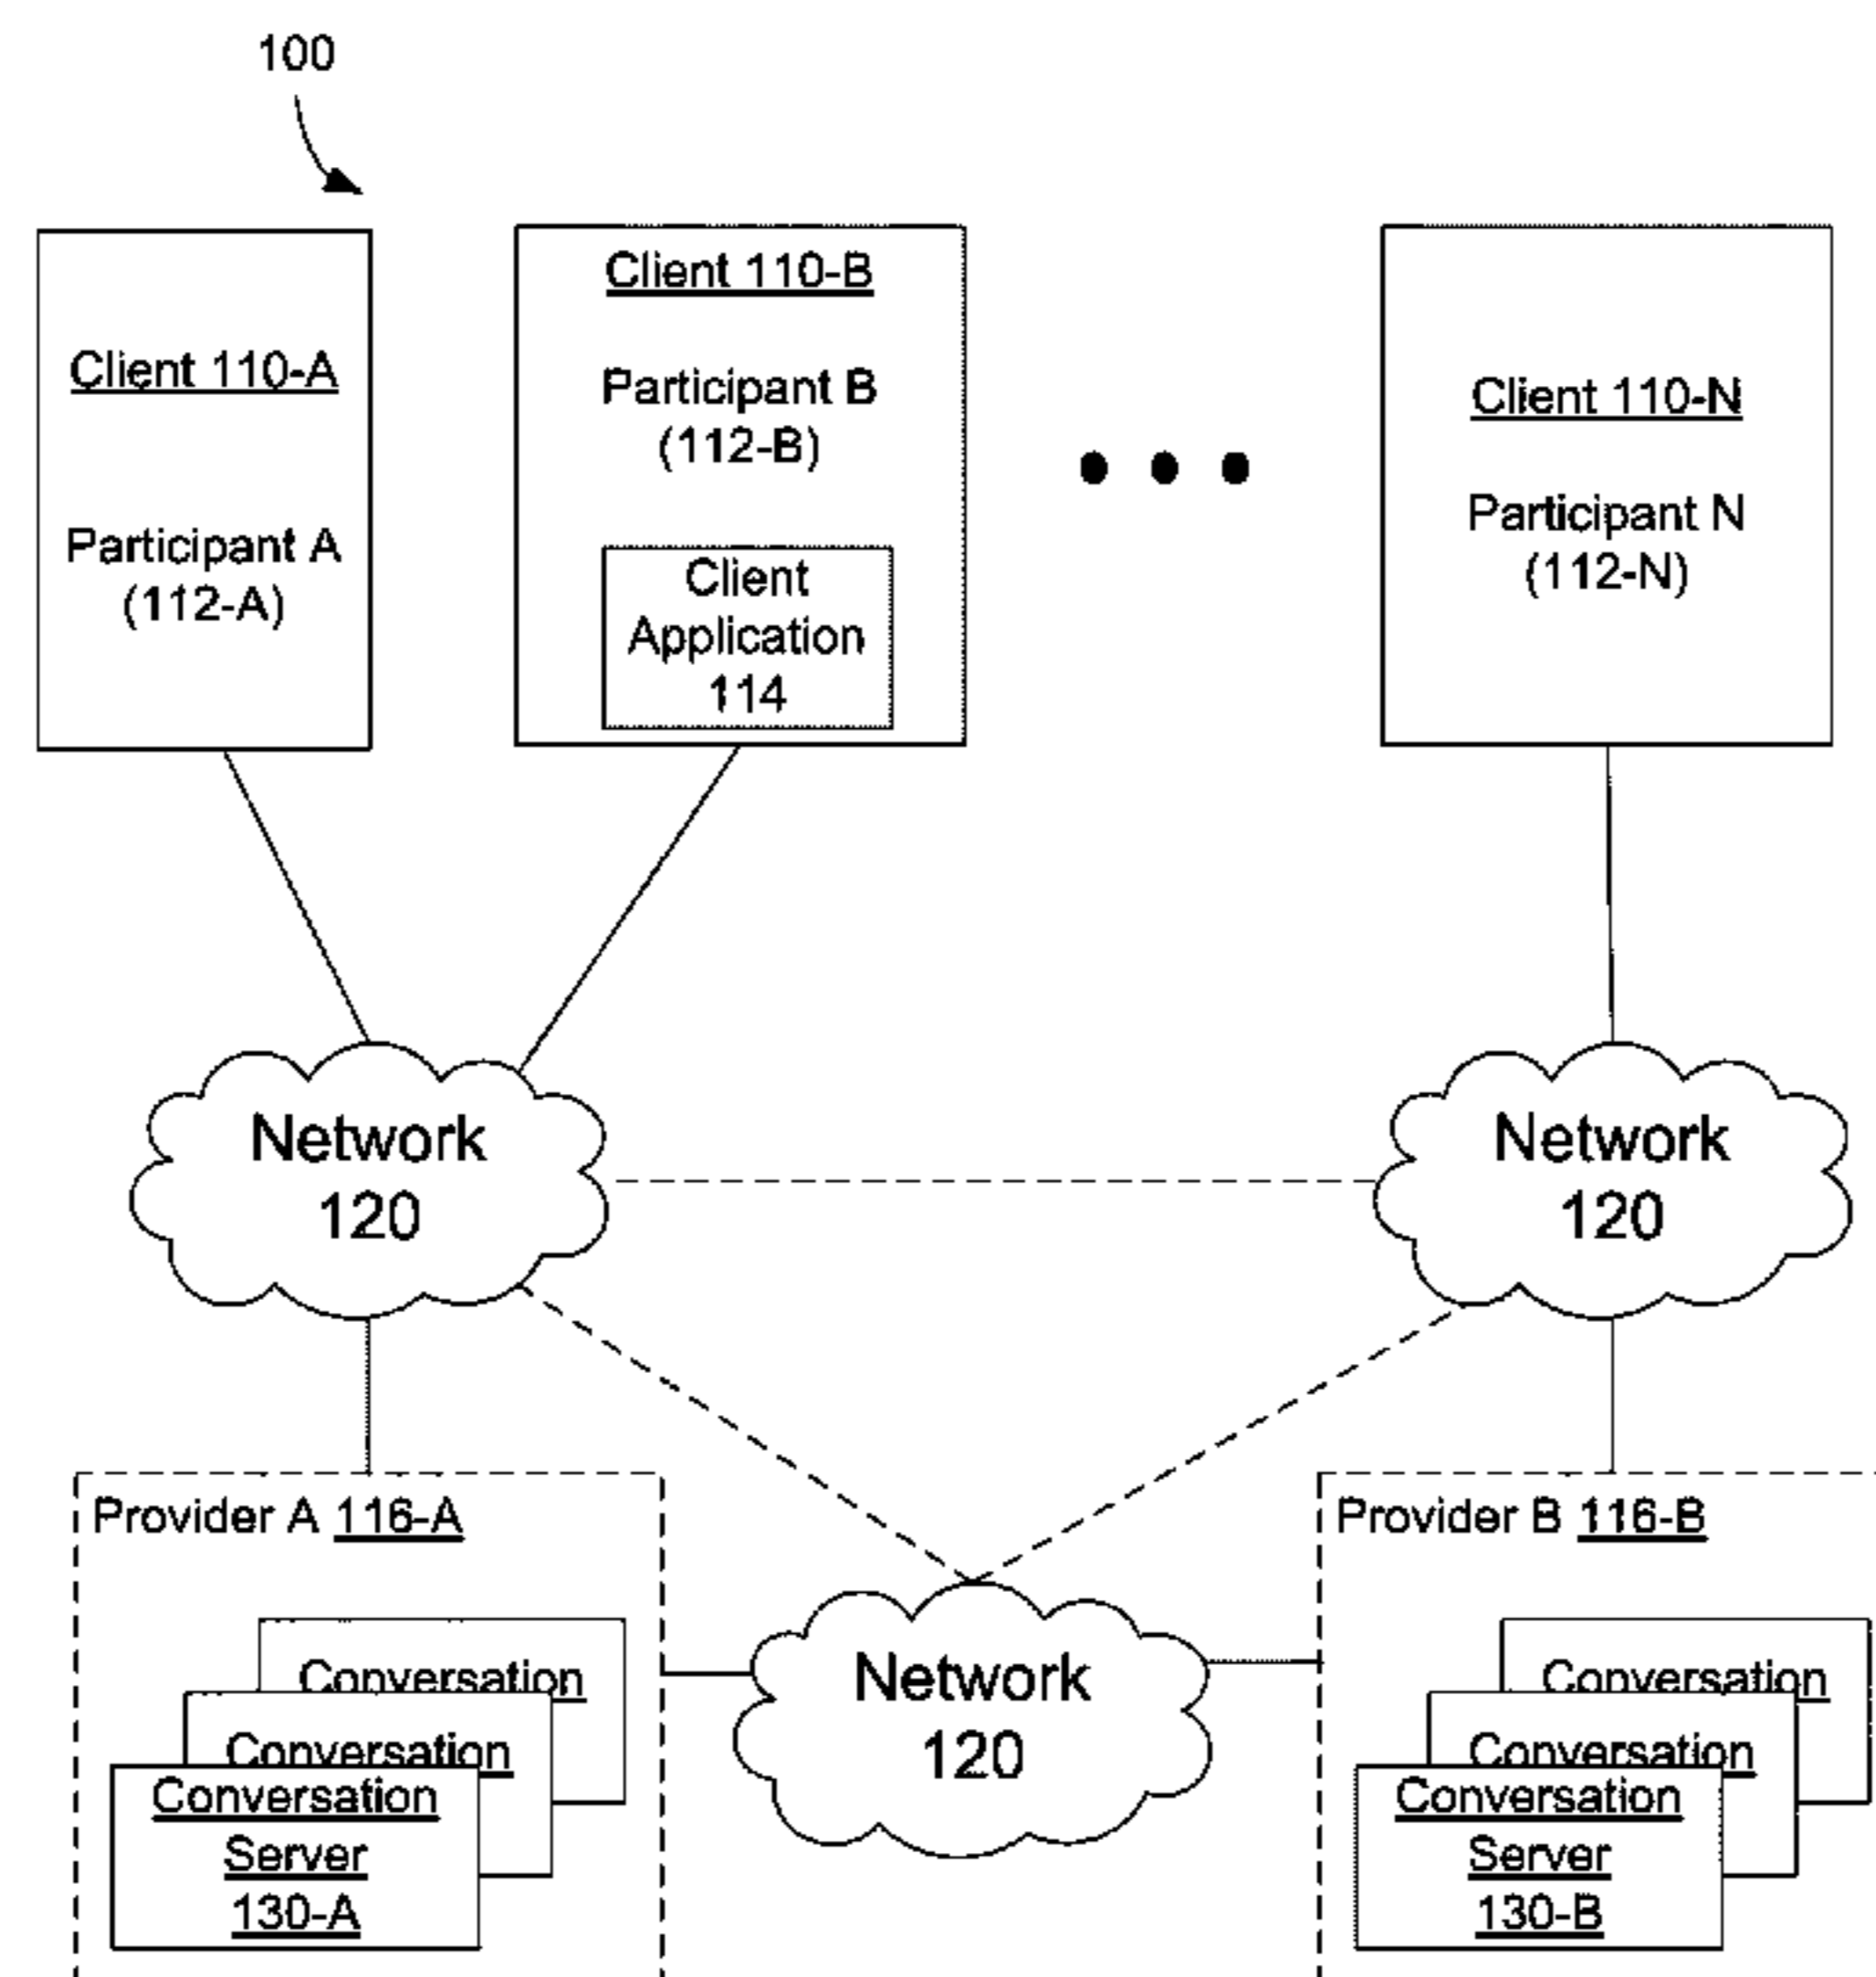 100
Client 110-A
Participant A
(112-A)
Client 110-B
Participant B
(112-B)
Client
Application
114
Client 110-N
Participant N
(112-N)
Network
120
Network
120
Provider A 116-A
Conversation
Conversation
Conversation
Server
130-A
Network
120
Provider B 116-B
Conversation
Conversation
Conversation
Server
130-B